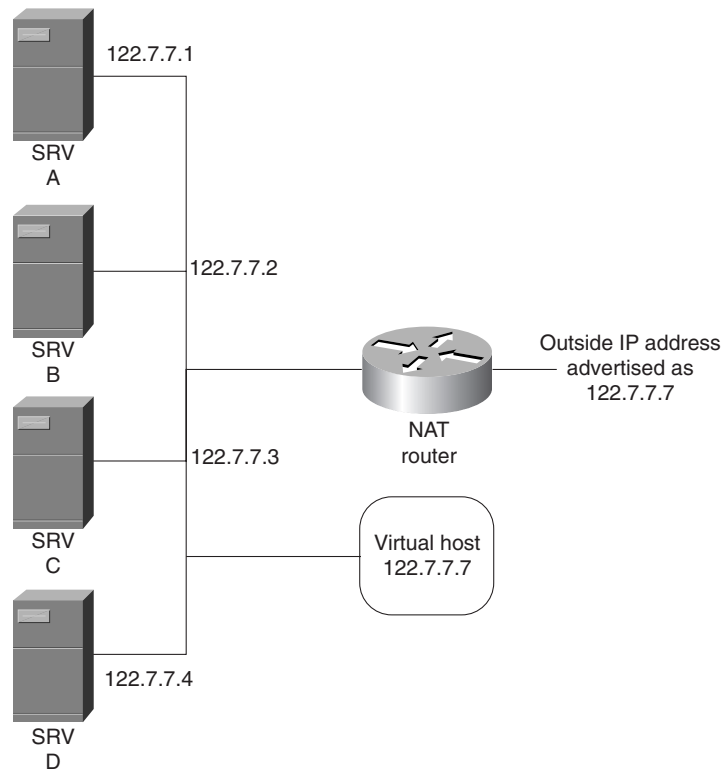 122.7.7.1
SRV
A
122.7.7.2
SRV
B
Outside IP address
advertised as
122.7.7.7
NAT
router
122.7.7.3
SRV
C
Virtual host
122.7.7.7
122.7.7.4
SRV
D